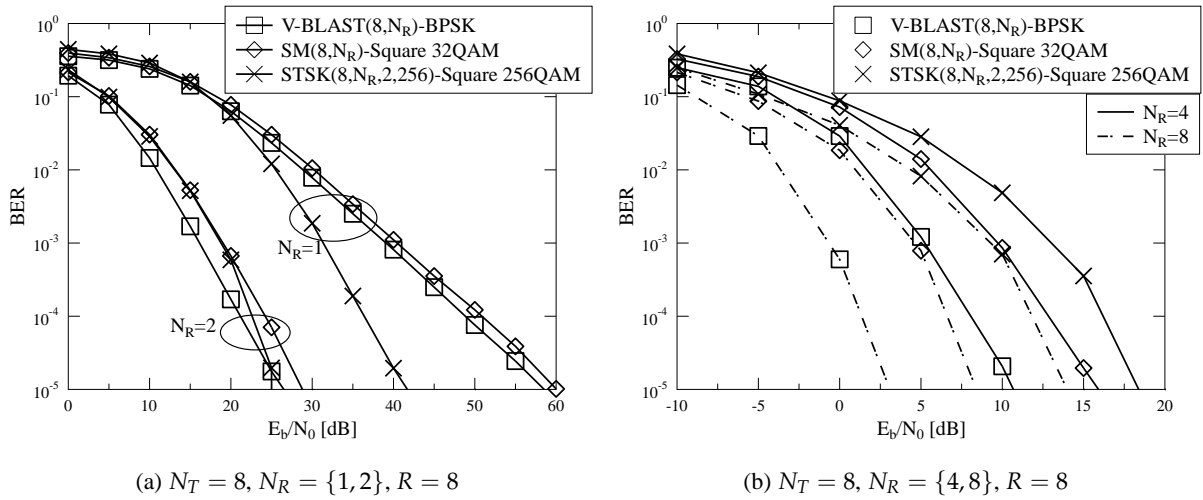 V-BLAST(8,N_R)-BPSK
SM(8,N_R)-Square 32QAM
STSK(8,N_R,2,256)-Square 256QAM
BER
10^0
10^-1
10^-2
10^-3
10^-4
10^-5
N_R=1
N_R=2
0 10 20 30 40 50 60
E_b/N_0 [dB]
(a) N_T = 8, N_R = {1,2}, R = 8
V-BLAST(8,N_R)-BPSK
SM(8,N_R)-Square 32QAM
STSK(8,N_R,2,256)-Square 256QAM
N_R=4
N_R=8
BER
10^0
10^-1
10^-2
10^-3
10^-4
10^-5
-10 -5 0 5 10 15 20
E_b/N_0 [dB]
(b) N_T = 8, N_R = {4,8}, R = 8